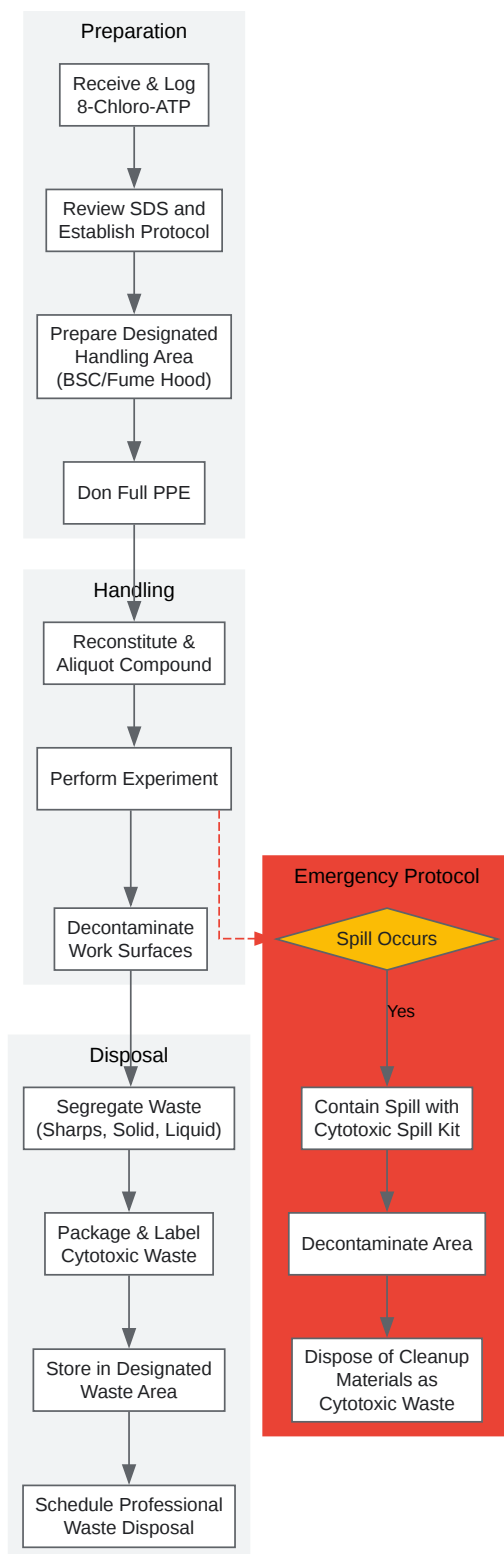 Preparation
Receive & Log
8-Chloro-ATP
Review SDS and
Establish Protocol
Prepare Designated
Handling Area
(BSC/Fume Hood)
Don Full PPE
Handling
Reconstitute &
Aliquot Compound
Perform Experiment
Decontaminate
Work Surfaces
Emergency Protocol
Spill Occurs
Yes
Contain Spill with
Cytotoxic Spill Kit
Decontaminate Area
Dispose of Cleanup
Materials as
Cytotoxic Waste
Disposal
Segregate Waste
(Sharps, Solid, Liquid)
Package & Label
Cytotoxic Waste
Store in Designated
Waste Area
Schedule Professional
Waste Disposal